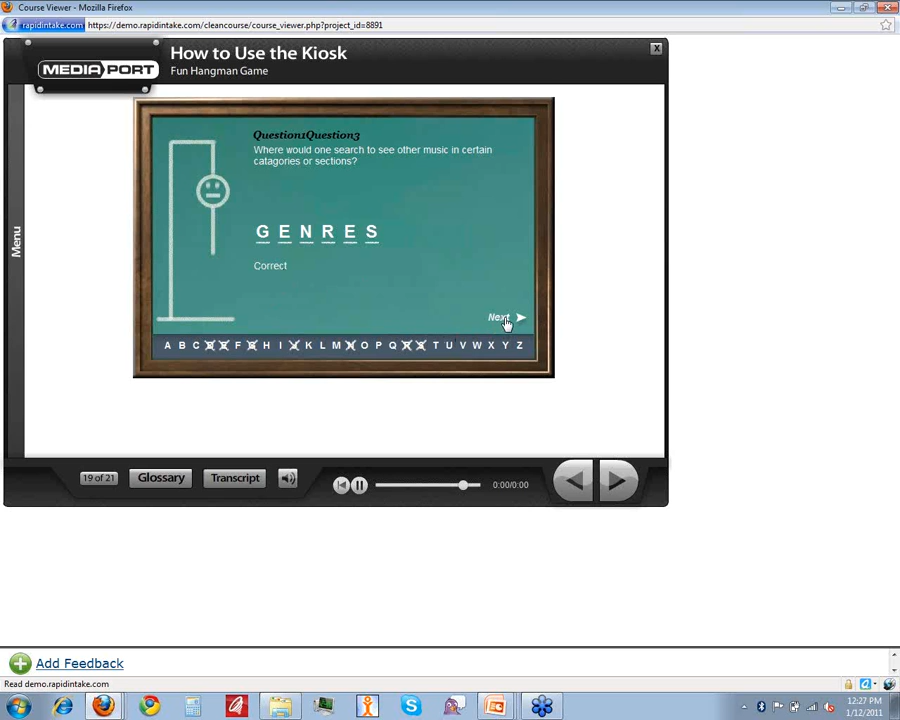 Course Viewer - Mozilla Firefox
rapidintake.com https://demo.rapidintake.com/cleancourse/course_viewer.php?project_id=8891
MEDIAPORT
How to Use the Kiosk
Fun Hangman Game
X
Menu
Question1Question3
Where would one search to see other music in certain
catagories or sections?
G E N R E S
Correct
Next
A B C D E F G H I J K L M N O P Q R S T U V W X Y Z
19 of 21
Glossary
Transcript
0:00/0:00
Add Feedback
Read demo.rapidintake.com
12:27 PM
1/12/2011